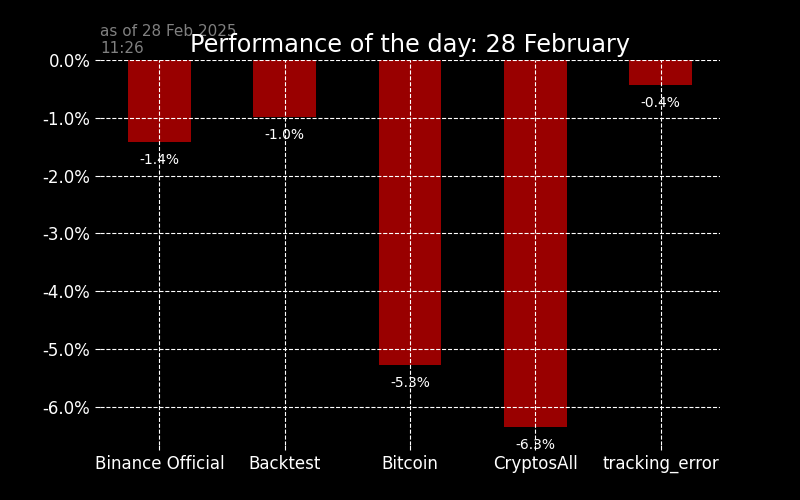 as of 28 Feb 2025
11:26
Performance of the day: 28 February
0.0%
-1.0%
-2.0%
-3.0%
-4.0%
-5.0%
-6.0%
-1.4%
-1.0%
-5.3%
-6.3%
-0.4%
Binance Official
Backtest
Bitcoin
CryptosAll
tracking_error